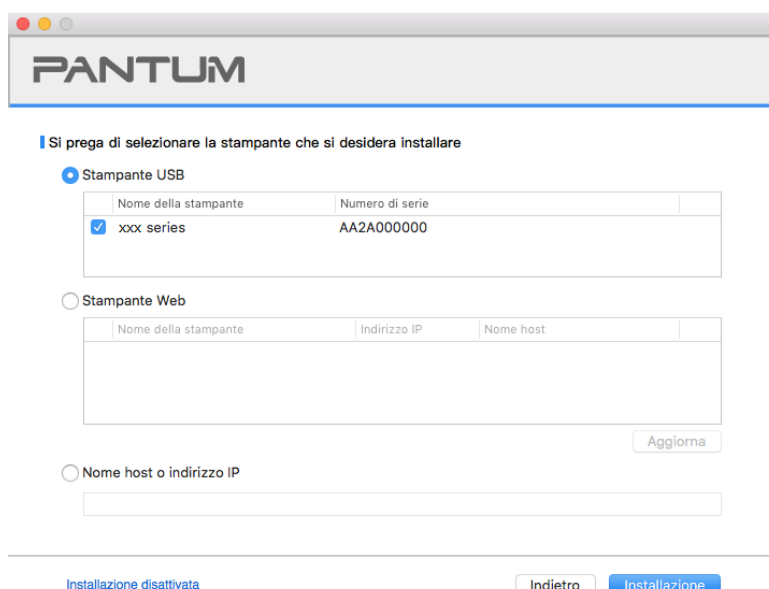 PANTUM
Si prega di selezionare la stampante che si desidera installare
Stampante USB
Nome della stampante Numero di serie
xxx series AA2A000000
Stampante Web
Nome della stampante Indirizzo IP Nome host
Aggiorna
Nome host o indirizzo IP
Installazione disattivata Indietro Installazione